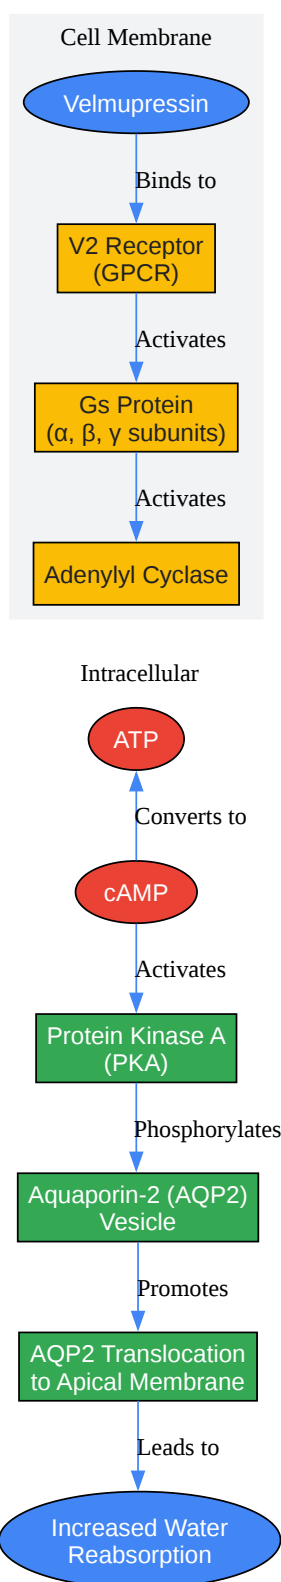 Cell Membrane
Velmupressin
Binds to
V2 Receptor
(GPCR)
Activates
Gs Protein
(α, β, γ subunits)
Activates
Adenylyl Cyclase
Intracellular
ATP
Converts to
cAMP
Activates
Protein Kinase A
(PKA)
Phosphorylates
Aquaporin-2 (AQP2)
Vesicle
Promotes
AQP2 Translocation
to Apical Membrane
Leads to
Increased Water
Reabsorption